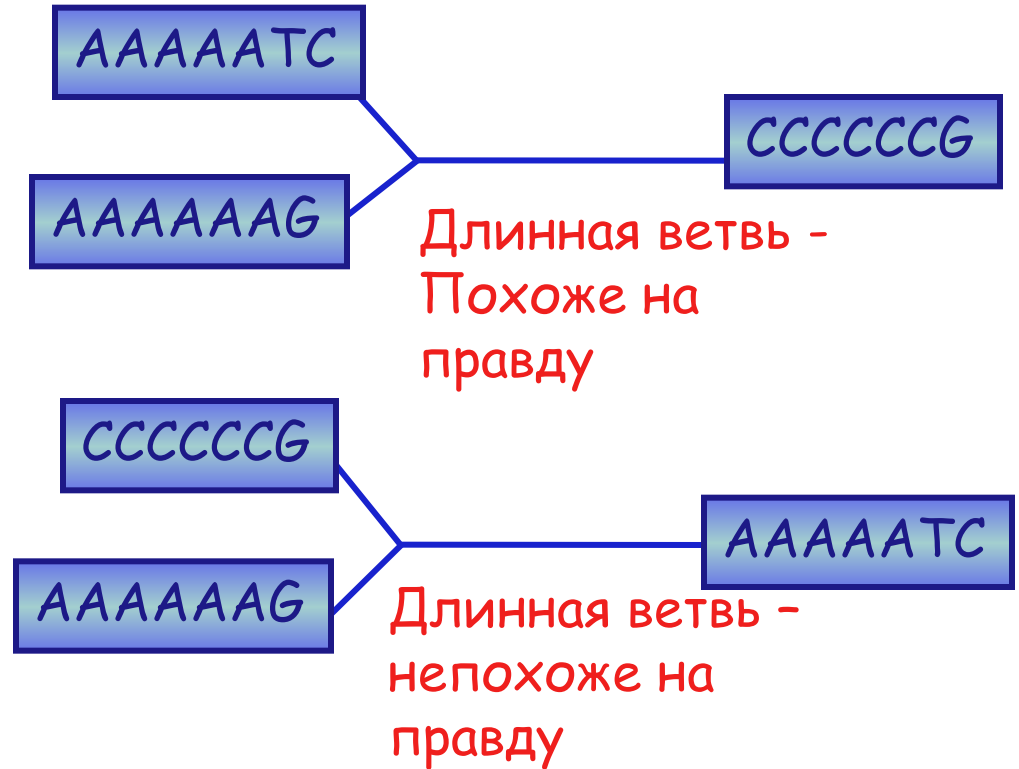 AAAAATC
CCCCCCG
AAAAAAG
Длинная ветвь -
Похоже на
правду
CCCCCCG
AAAAATC
AAAAAAG
Длинная ветвь –
непохоже на
правду